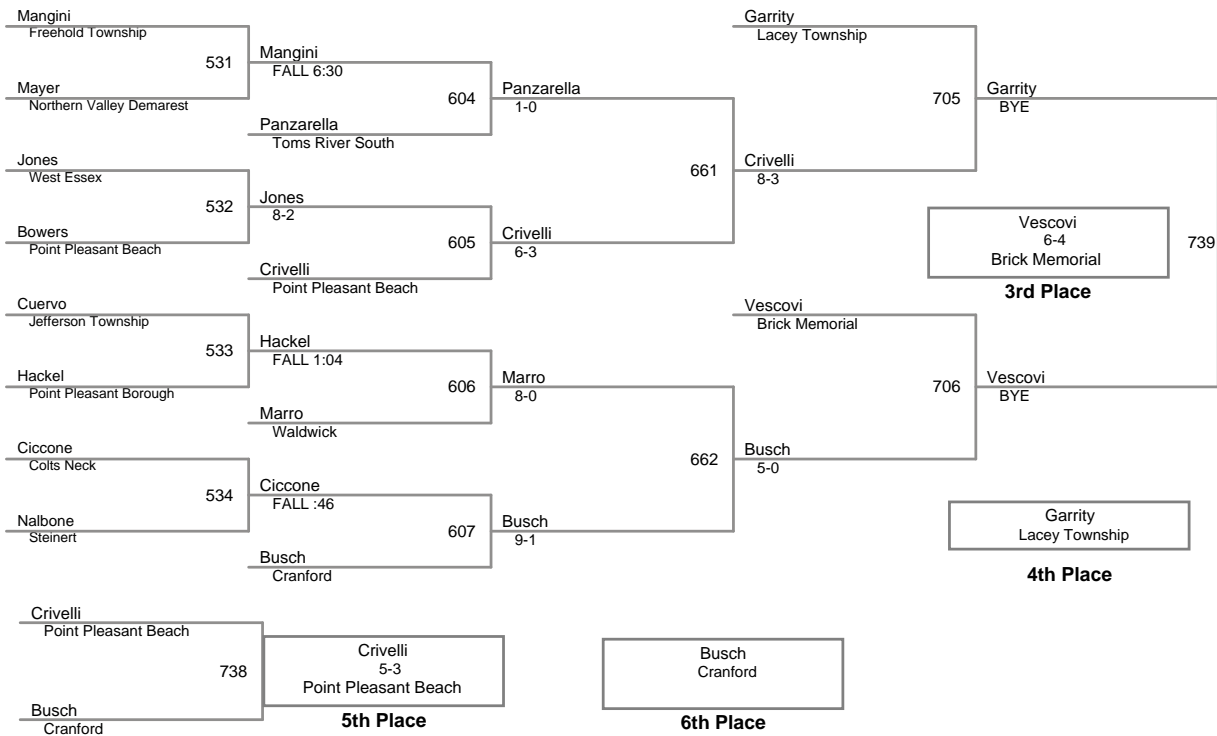 Mangini
Freehold Township
531
Mayer
Northern Valley Demarest
Jones
West Essex
532
Bowers
Point Pleasant Beach
Cuervo
Jefferson Township
533
Hackel
Point Pleasant Borough
Ciccone
Colts Neck
534
Nalbone
Steinert
Mangini
FALL 6:30
604
Panzarella
Toms River South
Jones
8-2
605
Crivelli
Point Pleasant Beach
Hackel
FALL 1:04
606
Marro
Waldwick
Ciccone
FALL :46
607
Busch
Cranford
Panzarella
1-0
661
Crivelli
6-3
Marro
8-0
662
Busch
9-1
Garrity
Lacey Township
705
Crivelli
8-3
Vescovi
Brick Memorial
706
Busch
5-0
Garrity
BYE
739
Vescovi
BYE
Vescovi
6-4
Brick Memorial
3rd Place
Garrity
Lacey Township
4th Place
Crivelli
Point Pleasant Beach
738
Busch
Cranford
Crivelli
5-3
Point Pleasant Beach
5th Place
Busch
Cranford
6th Place